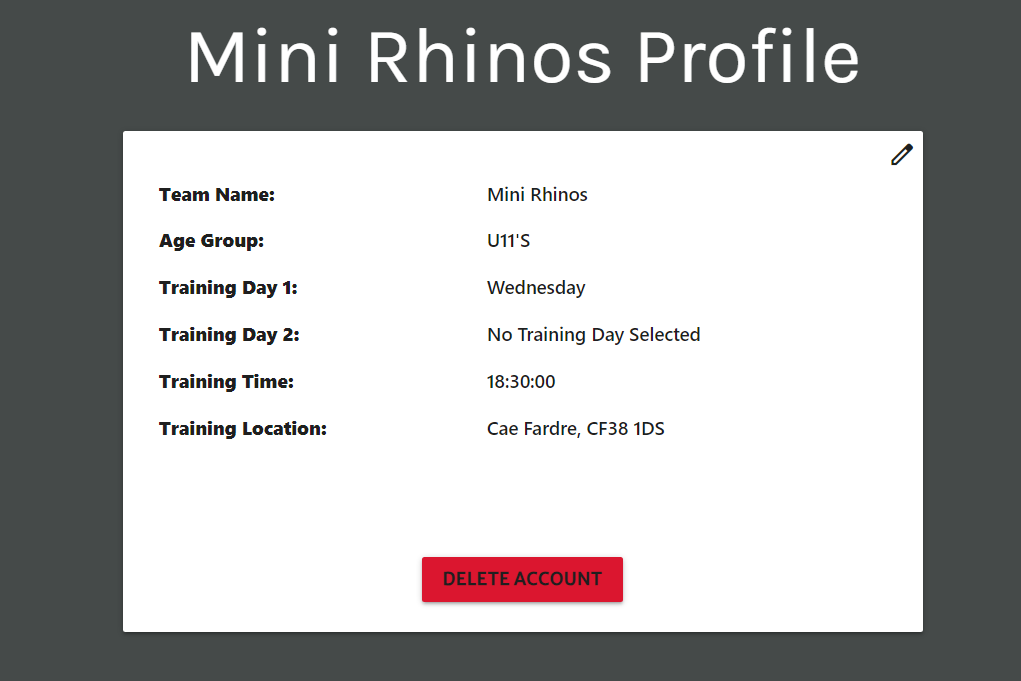 Mini Rhinos Profile
Team Name: Mini Rhinos
Age Group: U11'S
Training Day 1: Wednesday
Training Day 2: No Training Day Selected
Training Time: 18:30:00
Training Location: Cae Fardre, CF38 1DS
DELETE ACCOUNT